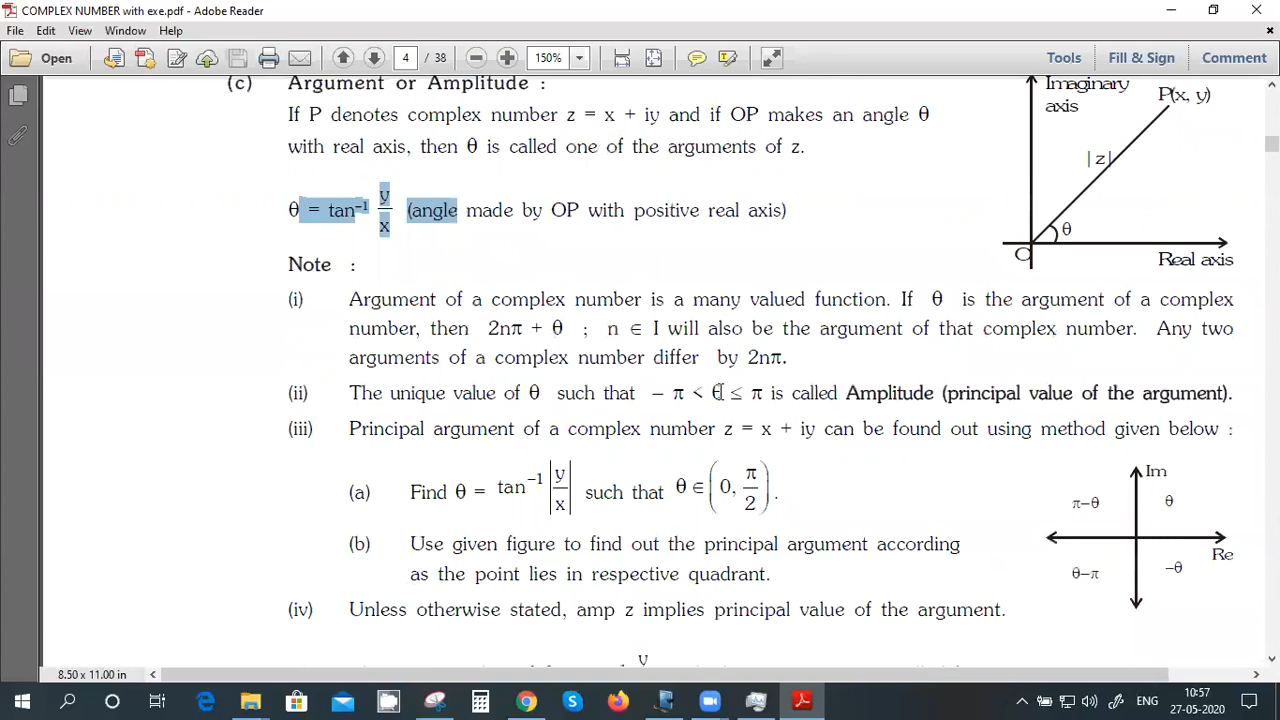 COMPLEX NUMBER with exe.pdf - Adobe Reader
File Edit View Window Help
Open 4 / 38 150% Tools Fill & Sign Comment
(c) Argument or Amplitude :
If P denotes complex number z = x + iy and if OP makes an angle θ
with real axis, then θ is called one of the arguments of z.
θ = tan⁻¹ y/x (angle made by OP with positive real axis)
Imaginary
axis
P(x, y)
|z|
θ
O
Real axis
Note :
(i) Argument of a complex number is a many valued function. If θ is the argument of a complex
number, then 2nπ + θ ; n ∈ I will also be the argument of that complex number. Any two
arguments of a complex number differ by 2nπ.
(ii) The unique value of θ such that – π < θ ≤ π is called Amplitude (principal value of the argument).
(iii) Principal argument of a complex number z = x + iy can be found out using method given below :
(a) Find θ = tan⁻¹ |y/x| such that θ ∈ (0, π/2).
(b) Use given figure to find out the principal argument according
as the point lies in respective quadrant.
Im
π–θ θ
Re
θ–π –θ
(iv) Unless otherwise stated, amp z implies principal value of the argument.
y
8.50 x 11.00 in
ENG
10:57
27-05-2020